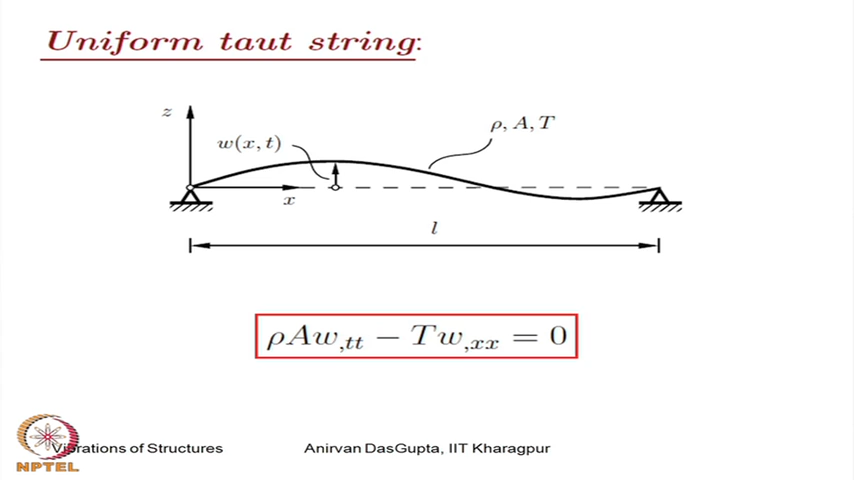 Uniform taut string:
z
w(x, t)
ρ, A, T
x
l
ρAw,tt − Tw,xx = 0
Vibrations of Structures
Anirvan DasGupta, IIT Kharagpur
NPTEL